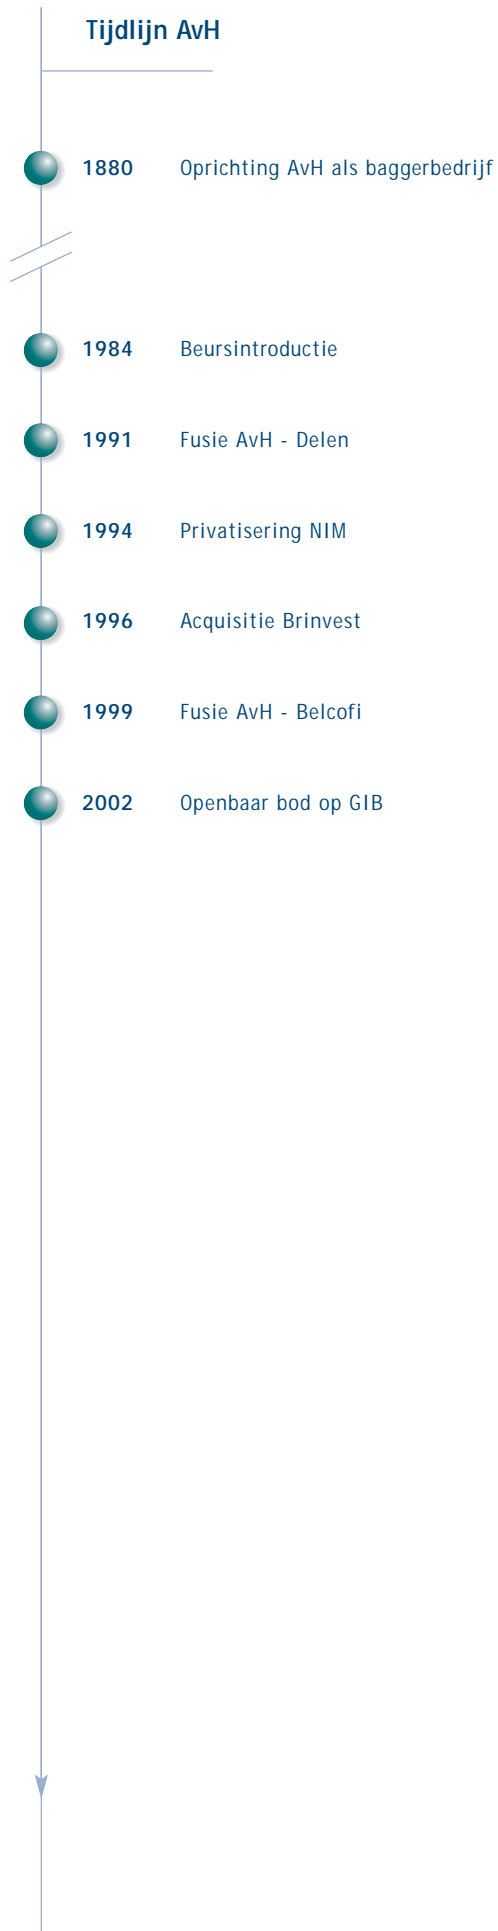 Tijdlijn AvH
1880 Oprichting AvH als baggerbedrijf
1984 Beursintroductie
1991 Fusie AvH - Delen
1994 Privatisering NIM
1996 Acquisitie Brinvest
1999 Fusie AvH - Belcofi
2002 Openbaar bod op GIB